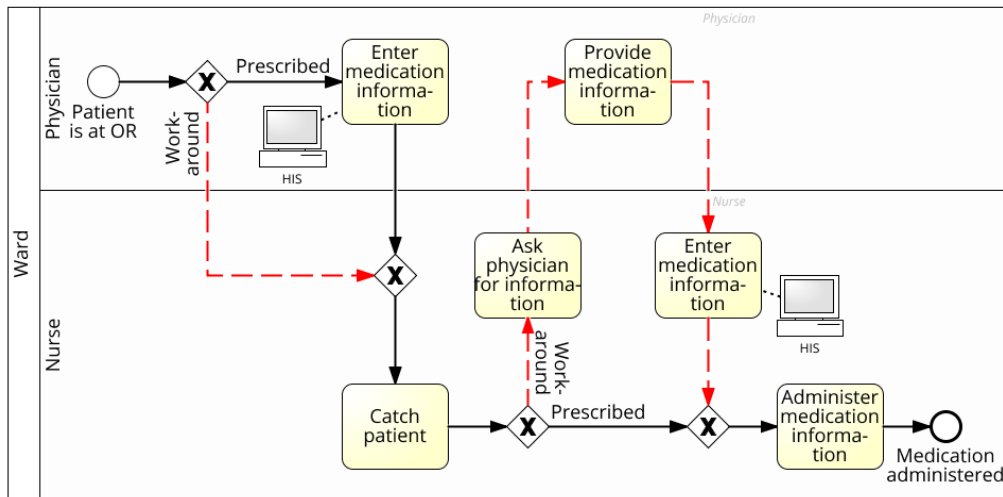 Physician
Ward
Physician
Nurse
Patient
is at OR
Prescribed
Work-
around
Enter
medication
informa-
tion
HIS
Provide
medication
informa-
tion
Nurse
Ask
physician
for informa-
tion
Enter
medication
informa-
tion
HIS
Work-
around
Catch
patient
Prescribed
Administer
medication
informa-
tion
Medication
administered